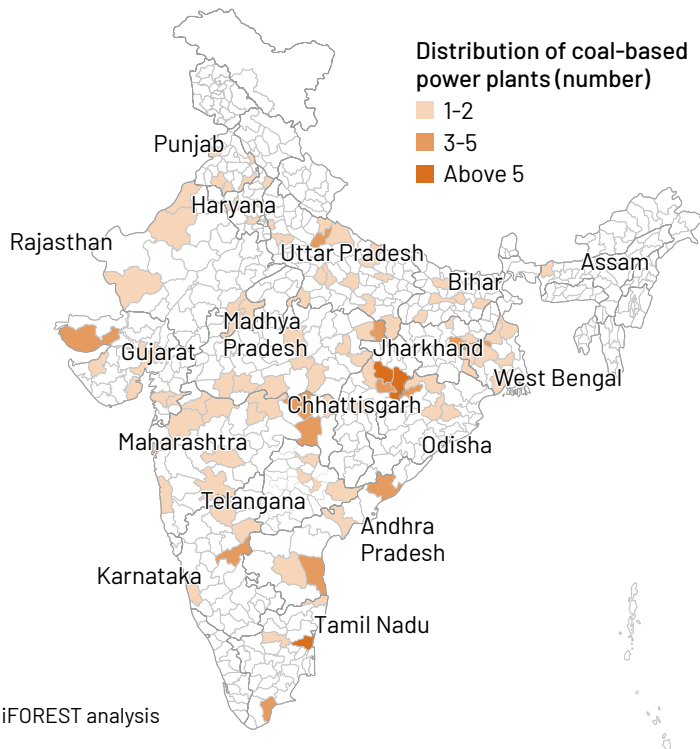 Distribution of coal-based
power plants (number)
1-2
3-5
Above 5
Punjab
Haryana
Rajasthan
Uttar Pradesh
Assam
Bihar
Madhya
Pradesh
Gujarat
Jharkhand
West Bengal
Chhattisgarh
Maharashtra
Odisha
Telangana
Andhra
Pradesh
Karnataka
Tamil Nadu
iFOREST analysis